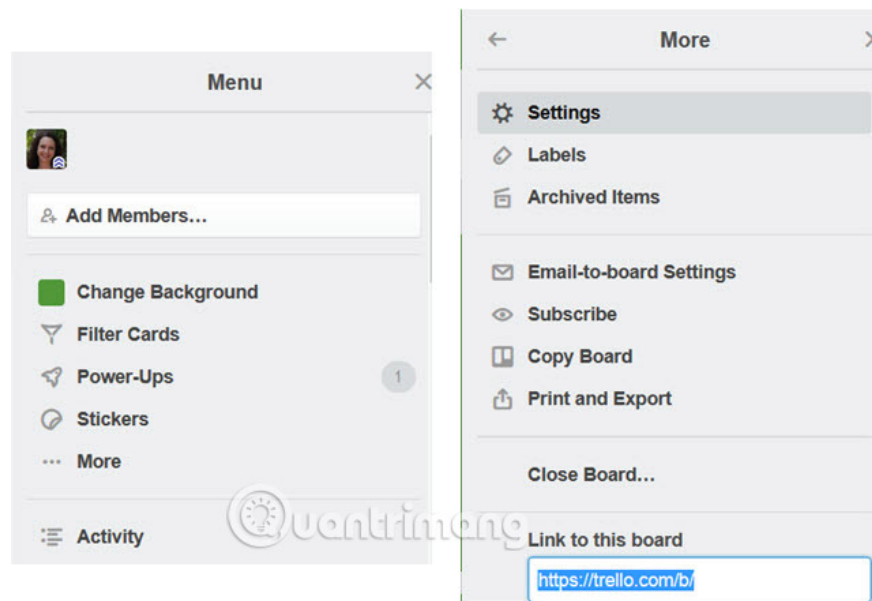 Menu
Add Members...
Change Background
Filter Cards
Power-Ups
1
Stickers
... More
Activity
More
Settings
Labels
Archived Items
Email-to-board Settings
Subscribe
Copy Board
Print and Export
Close Board...
Link to this board
https://trello.com/b/
Quantrimang